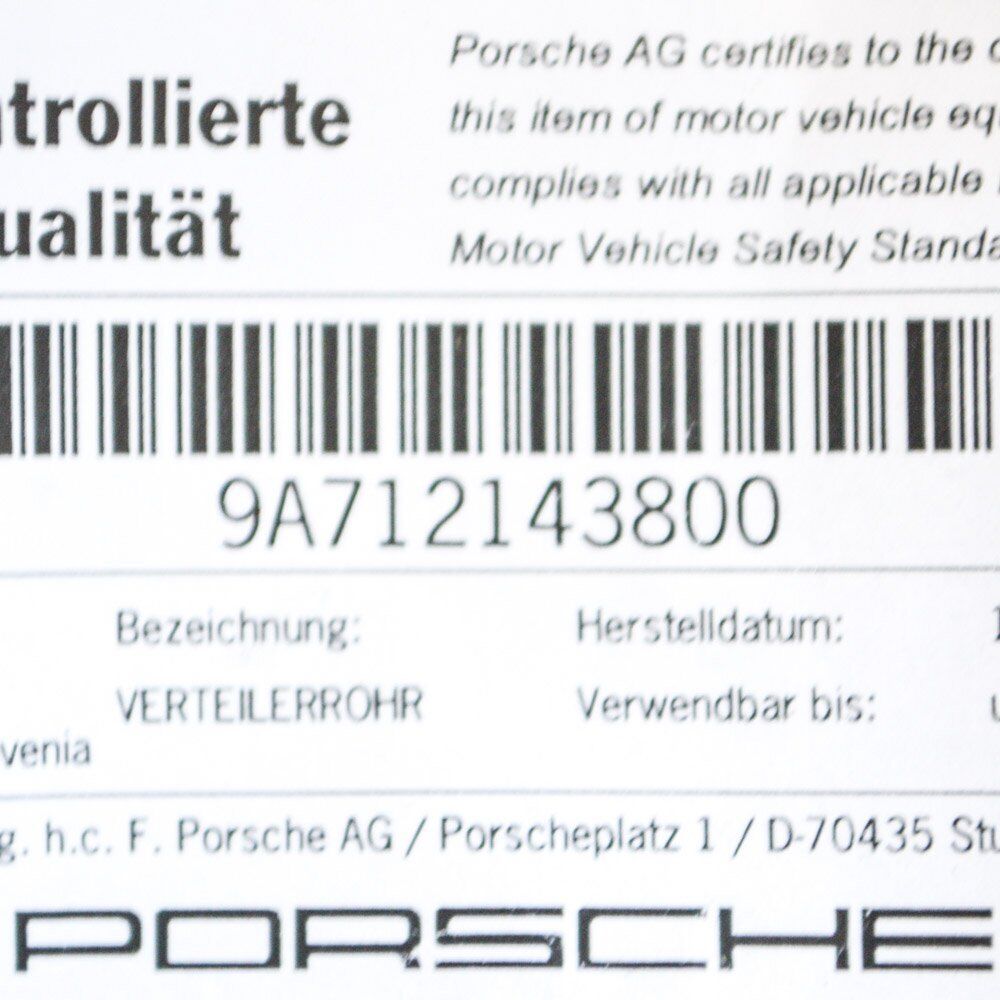 ntrollierte
ualität
Porsche AG certifies to the c
this item of motor vehicle equ
complies with all applicable
Motor Vehicle Safety Standa
9A712143800
Bezeichnung:
Herstelldatum:
VERTEILERROHR
Verwendbar bis:
venia
g. h.c. F. Porsche AG / Porscheplatz 1 / D-70435 Stu
PORSCHE